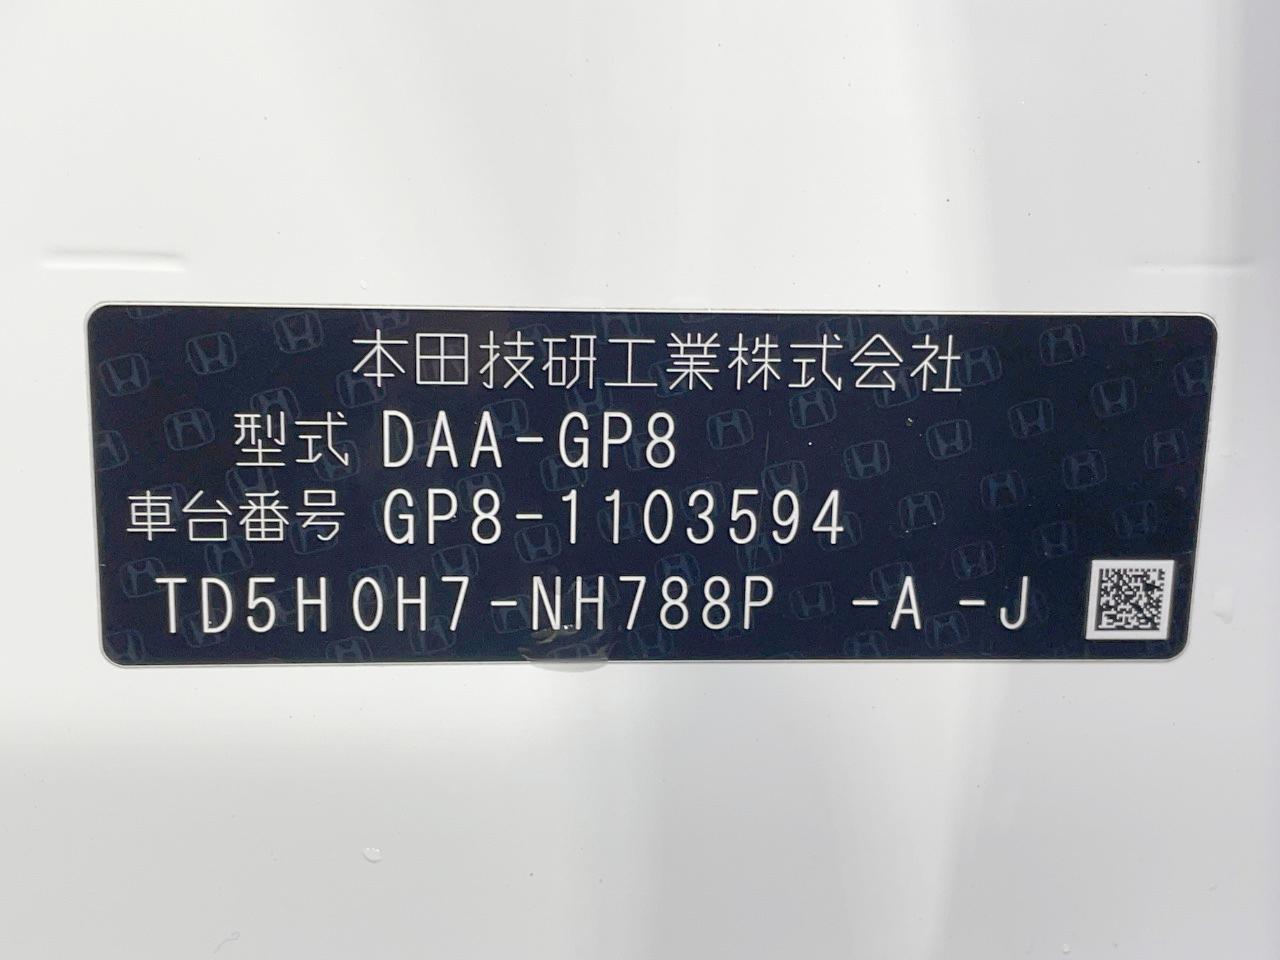 本田技研工業株式会社
型式 DAA-GP8
車台番号 GP8-1103594
TD5H0H7-NH788P -A -J